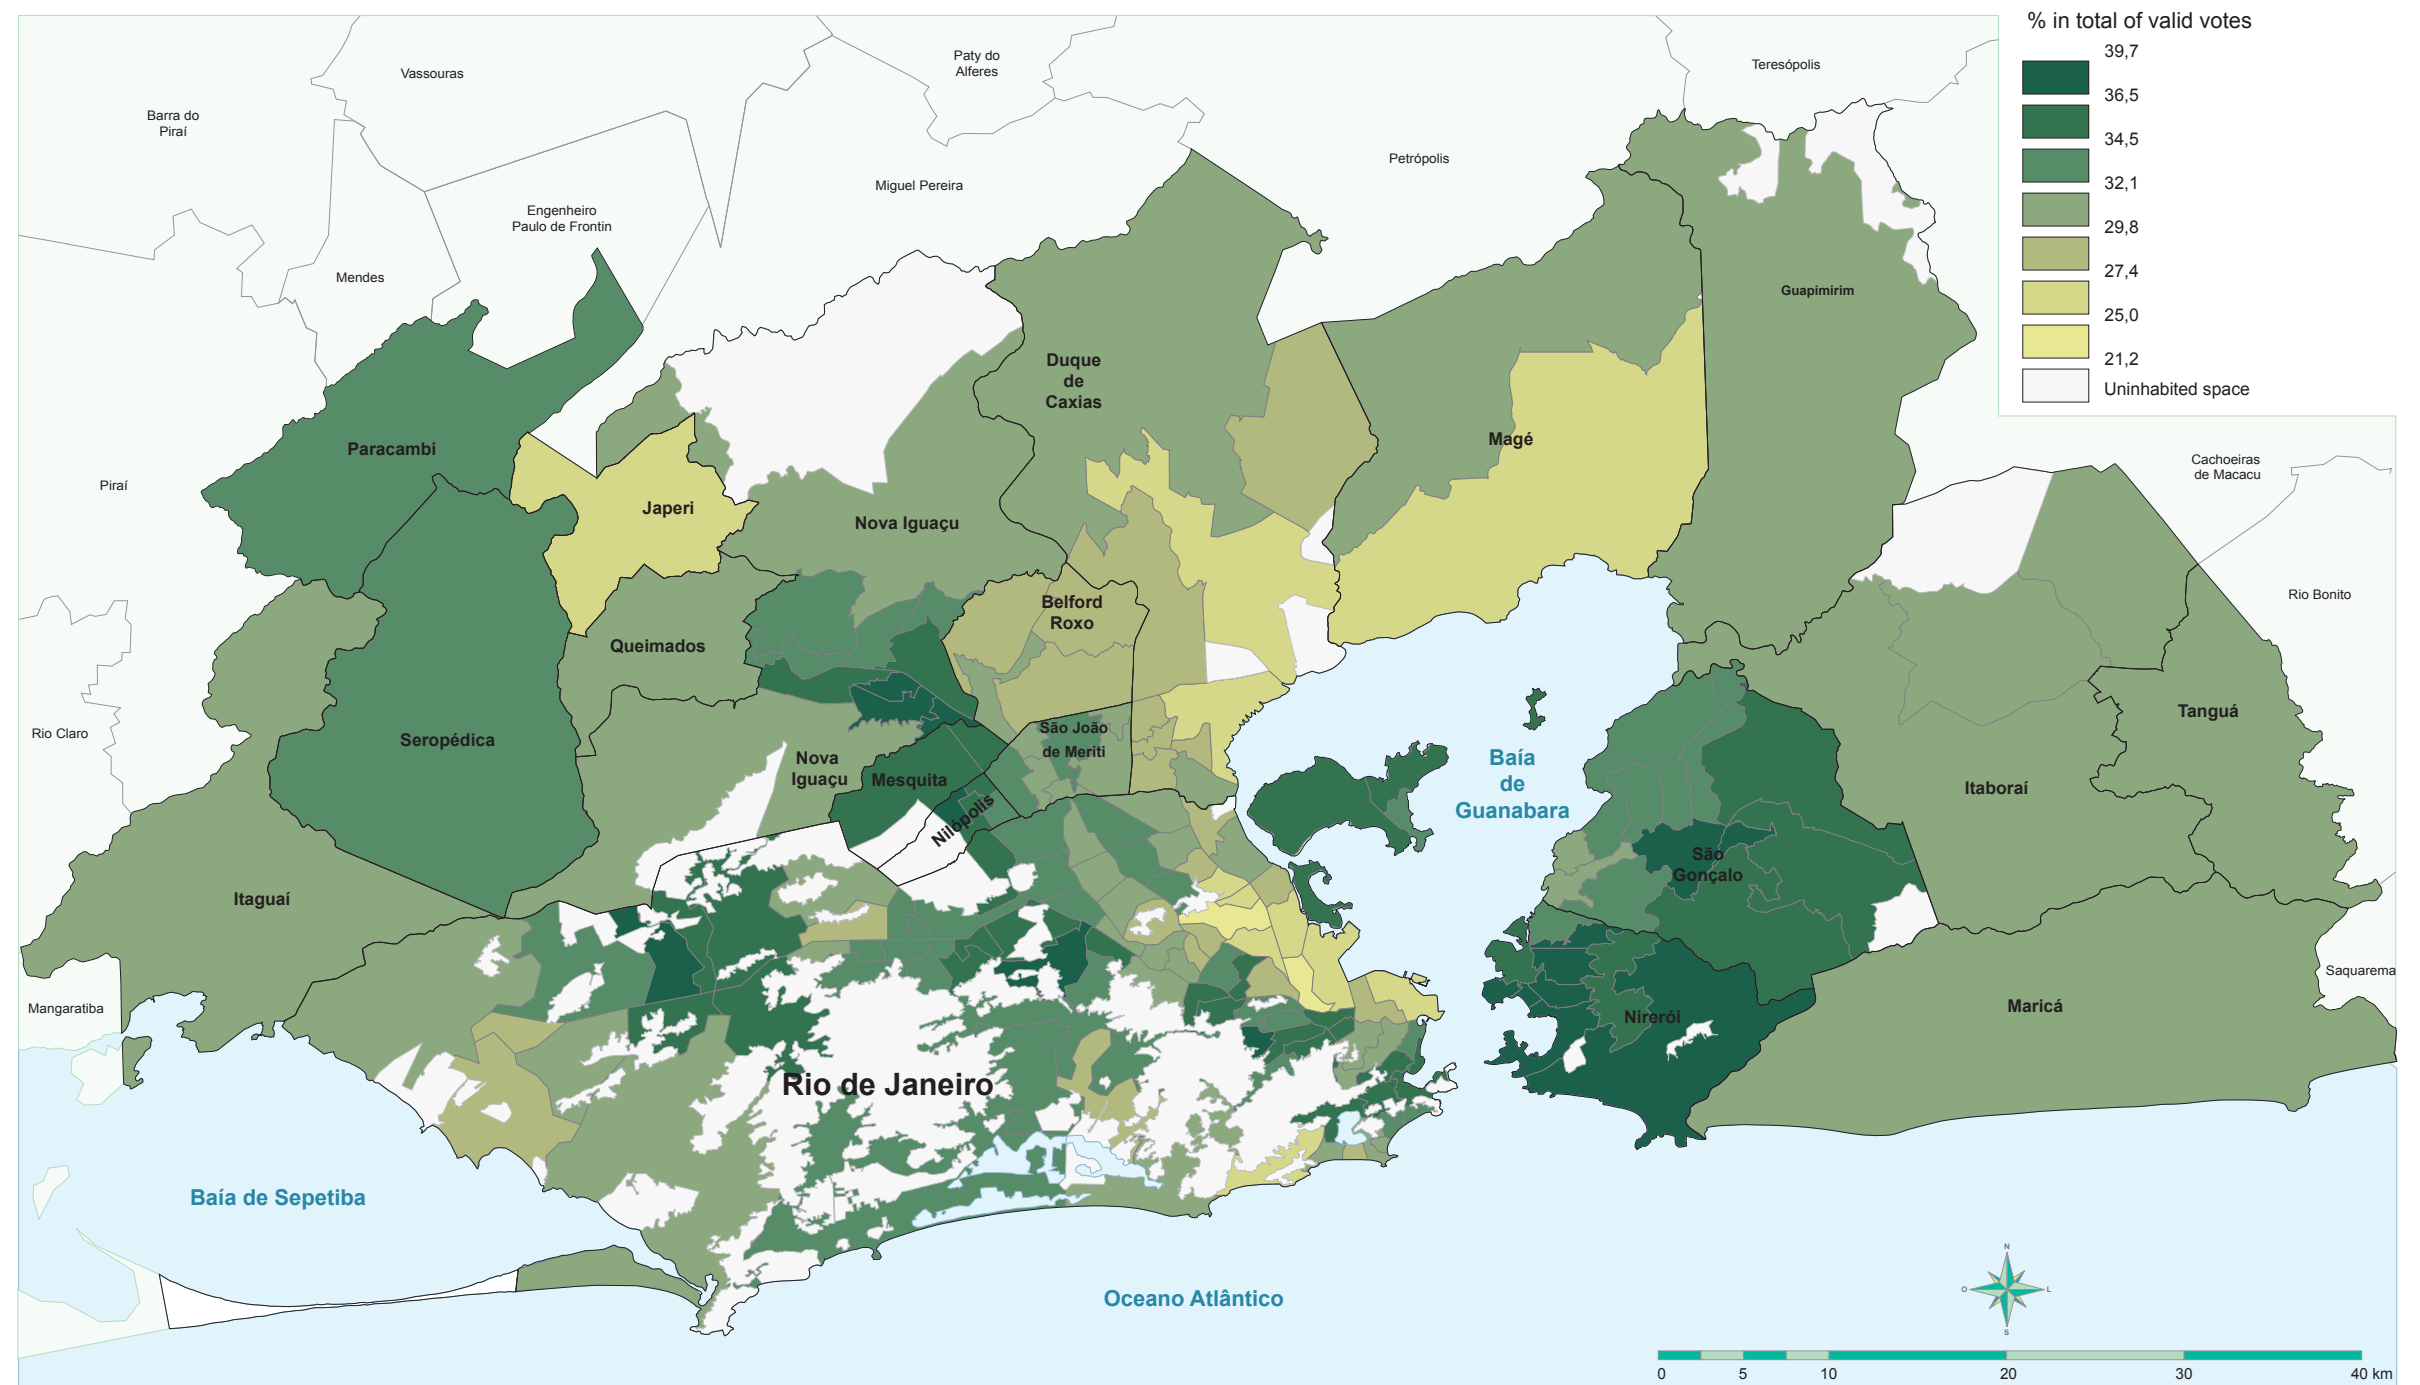 % in total of valid votes
39,7
36,5
34,5
32,1
29,8
27,4
25,0
21,2
Uninhabited space
Vassouras
Paty do
Alferes
Teresópolis
Barra do
Piraí
Petrópolis
Miguel Pereira
Engenheiro
Paulo de Frontin
Mendes
Guapimirim
Duque
de
Caxias
Magé
Paracambi
Cachoeiras
de Macacu
Piraí
Japeri
Nova Iguaçu
Belford
Roxo
Rio Bonito
Queimados
Tanguá
Rio Claro
Seropédica
São João
de Meriti
Nova
Iguaçu
Mesquita
Baía
de
Guanabara
Itaboraí
Nilópolis
São
Gonçalo
Itaguaí
Saquarema
Mangaratiba
Nirerói
Maricá
Rio de Janeiro
Baía de Sepetiba
Oceano Atlântico
N
O
L
S
0
5
10
20
30
40 km